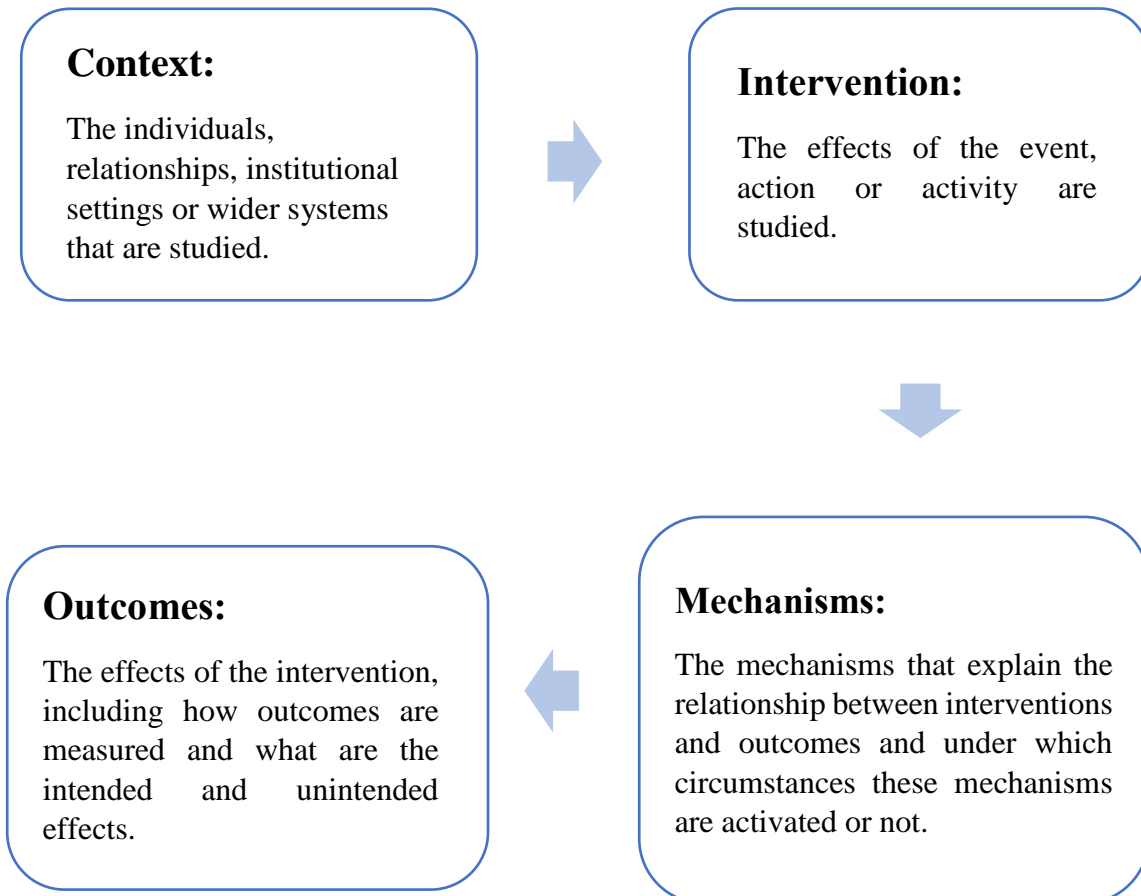 Context:
The individuals,
relationships, institutional
settings or wider systems
that are studied.
Intervention:
The effects of the event,
action or activity are
studied.
Mechanisms:
The mechanisms that explain the
relationship between interventions
and outcomes and under which
circumstances these mechanisms
are activated or not.
Outcomes:
The effects of the intervention,
including how outcomes are
measured and what are the
intended and unintended
effects.